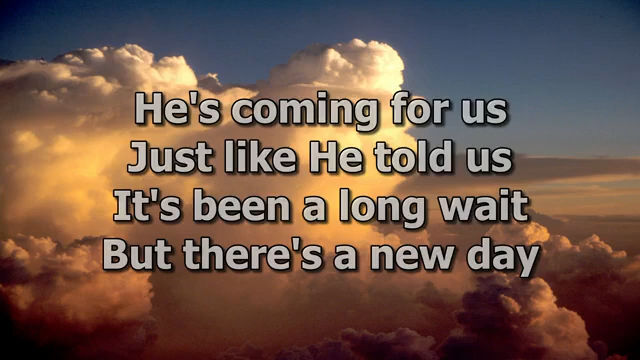 He's coming for us
Just like He told us
It's been a long wait
But there's a new day